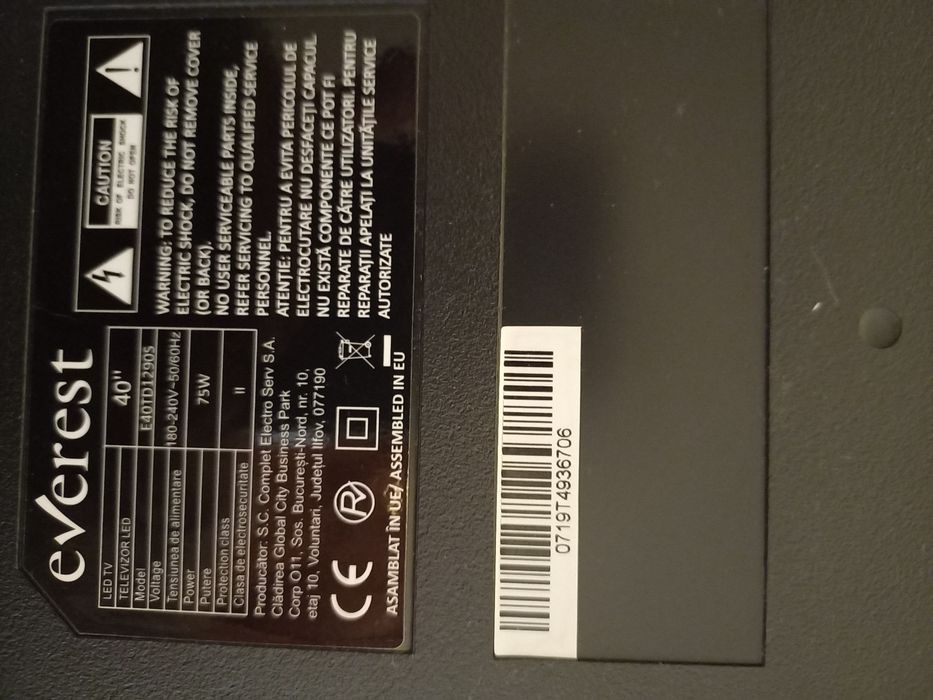 everest
LED TV
TELEVIZOR LED 40"
Model E40TD1290S
Voltage
Tensiunea de alimentare 180-240V~50/60Hz
Power
Putere 75W
Protection class
Clasa de electrosecuritate II
Producător: S.C. Complet Electro Serv S.A.
Clădirea Global City Business Park
Corp O11, Sos. București-Nord, nr. 10,
etaj 10, Voluntari, Județul Ilfov, 077190
CE
R
ASAMBLAT ÎN UE/ ASSEMBLED IN EU
CAUTION
RISK OF ELECTRIC SHOCK
DO NOT OPEN
WARNING: TO REDUCE THE RISK OF
ELECTRIC SHOCK, DO NOT REMOVE COVER
(OR BACK).
NO USER SERVICEABLE PARTS INSIDE,
REFER SERVICING TO QUALIFIED SERVICE
PERSONNEL.
ATENȚIE: PENTRU A EVITA PERICOLUL DE
ELECTROCUTARE NU DESFACEȚI CAPACUL.
NU EXISTĂ COMPONENTE CE POT FI
REPARATE DE CĂTRE UTILIZATORI. PENTRU
REPARAȚII APELAȚI LA UNITĂȚILE SERVICE
AUTORIZATE
0719T4936706